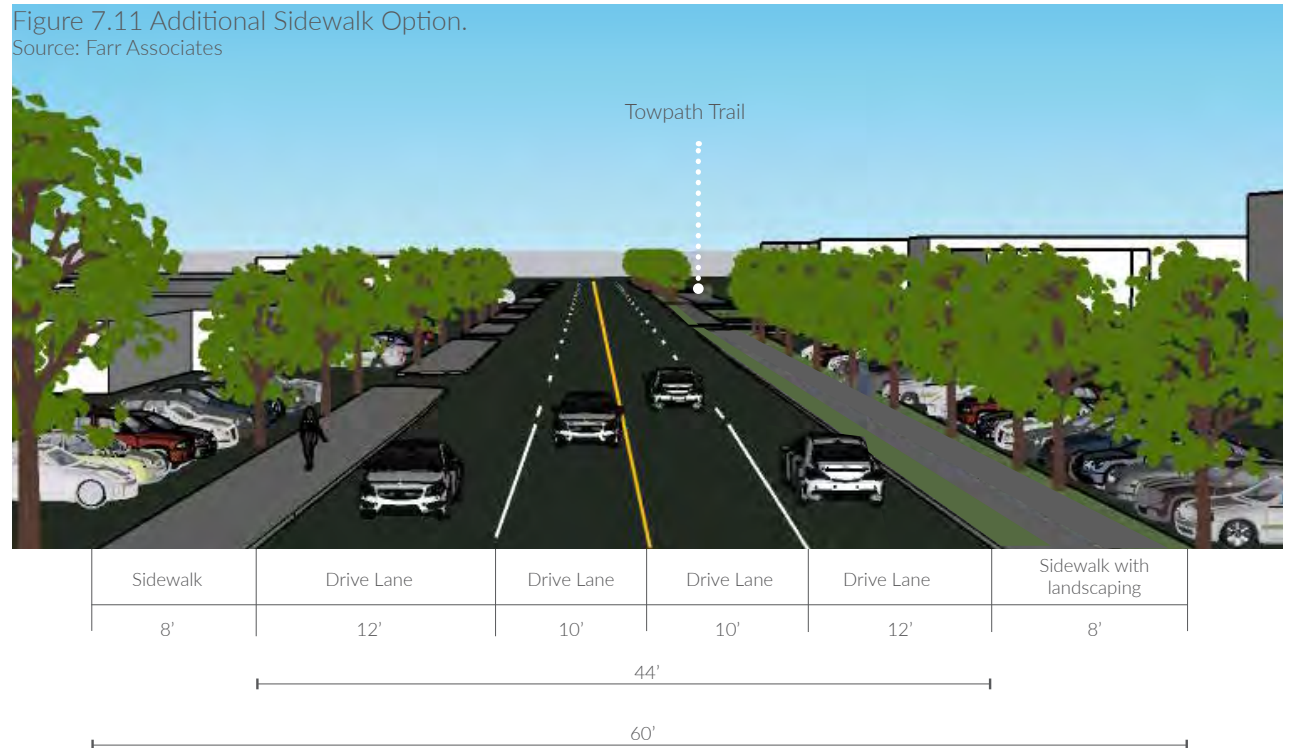 Figure 7.11 Additional Sidewalk Option.
Source: Farr Associates
Towpath Trail
Sidewalk
Drive Lane
Drive Lane
Drive Lane
Drive Lane
Sidewalk with
landscaping
8’
12’
10’
10’
12’
8’
44’
60’